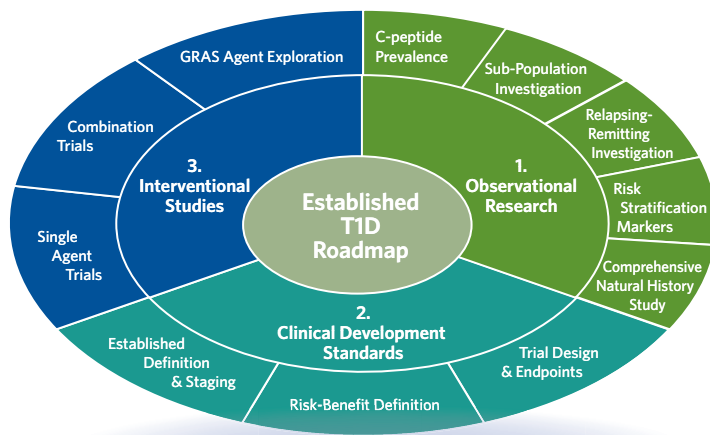 Established
T1D
Roadmap
1.
Observational
Research
C-peptide
Prevalence
Sub-Population
Investigation
Relapsing-
Remitting
Investigation
Risk
Stratification
Markers
Comprehensive
Natural History
Study
2.
Clinical Development
Standards
Trial Design
& Endpoints
Risk-Benefit Definition
Established
Definition
& Staging
3.
Interventional
Studies
Single
Agent
Trials
Combination
Trials
GRAS Agent Exploration